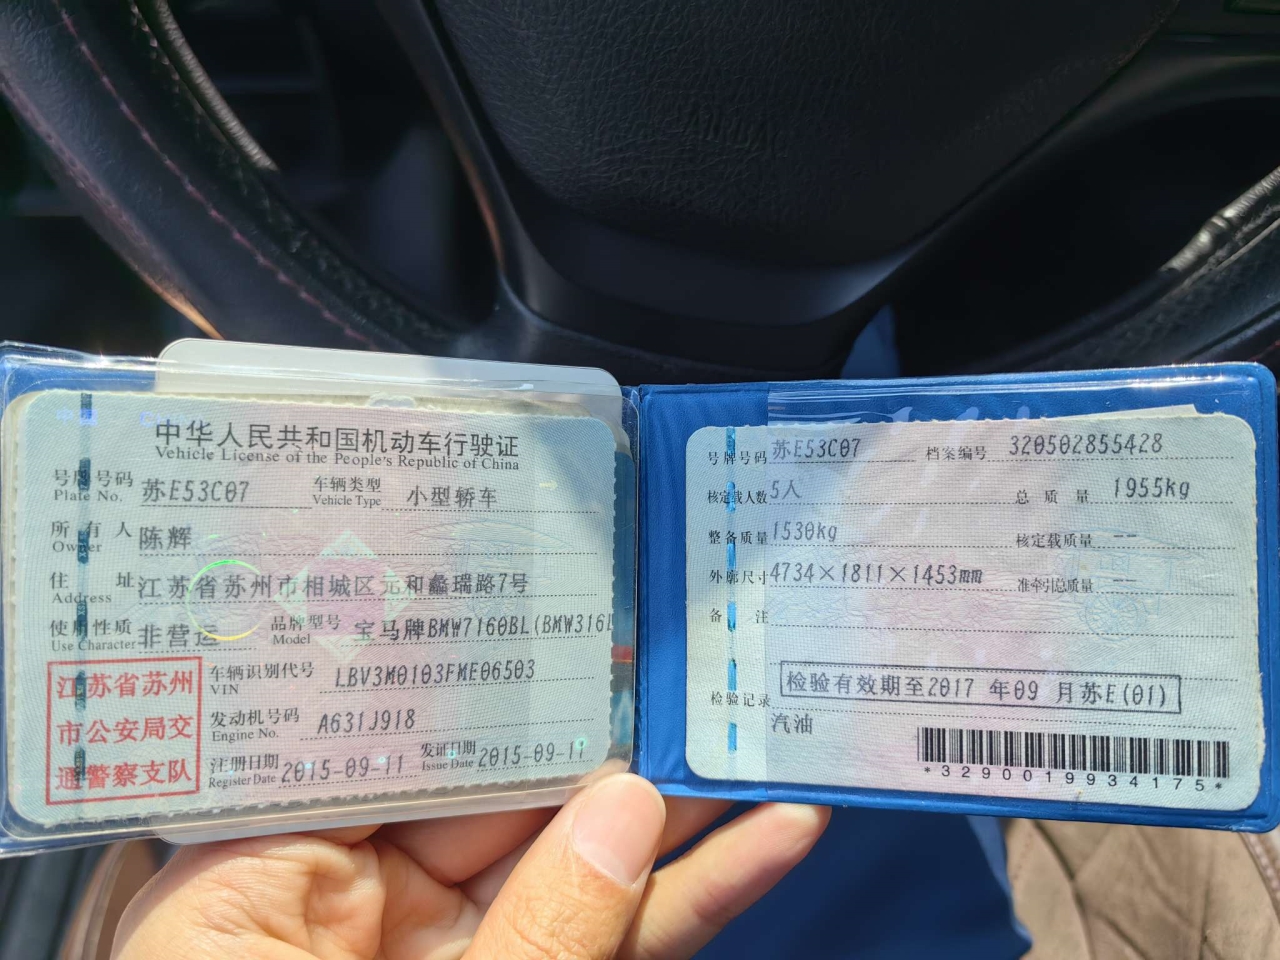 中华人民共和国机动车行驶证
Vehicle License of the People's Republic of China
号牌号码 苏E53C07 车辆类型 小型轿车
Plate No. Vehicle Type
所有人 陈辉
Owner
住址 江苏省苏州市相城区元和蠡瑞路7号
Address
使用性质 非营运 品牌型号 宝马牌BMW7160BL(BMW316L
Use Character Model
江苏省苏州
市公安局交
通警察支队
车辆识别代号 LBV3M0103FME06503
VIN
发动机号码 A631J918
Engine No.
注册日期 2015-09-11 发证日期 2015-09-11
Register Date Issue Date
号牌号码 苏E53C07 档案编号 320502855428
核定载人数 5人 总质量 1955kg
整备质量 1530kg 核定载质量 --
外廓尺寸 4734×1811×1453mm 准牵引总质量 --
备注
检验记录 检验有效期至2017 年09 月苏E(01)
汽油
*3290019934175*